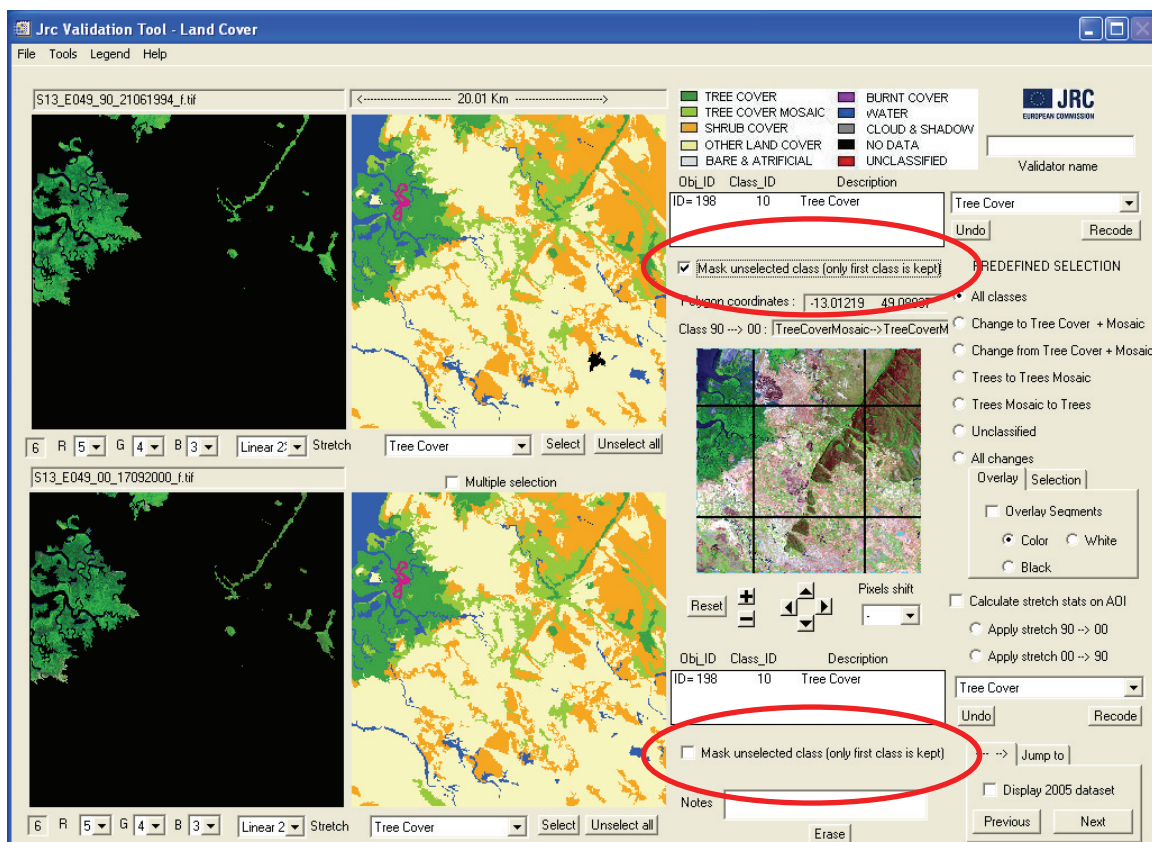 Jrc Validation Tool - Land Cover
File Tools Legend Help
S13_E049_90_21061994_f.tif
<------------------------ 20.01 Km ------------------------>
TREE COVER
TREE COVER MOSAIC
SHRUB COVER
OTHER LAND COVER
BARE & ATRIFICIAL
BURNT COVER
WATER
CLOUD & SHADOW
NO DATA
UNCLASSIFIED
JRC
EUROPEAN COMMISSION
Validator name
Obj_ID Class_ID Description
ID= 198 10 Tree Cover
Tree Cover
Undo Recode
Mask unselected class (only first class is kept)
PREDEFINED SELECTION
Polygon coordinates : -13.01219
All classes
Change to Tree Cover + Mosaic
Change from Tree Cover + Mosaic
Trees to Trees Mosaic
Trees Mosaic to Trees
Unclassified
All changes
Class 90 ---> 00 : TreeCoverMosaic-->TreeCoverM
6 R 5 G 4 B 3 Linear 2: Stretch
Tree Cover Select Unselect all
S13_E049_00_17092000_f.tif
Multiple selection
Overlay Selection
Overlay Segments
Color White
Black
Reset + - Pixels shift
-
Calculate stretch stats on AOI
Apply stretch 90 --> 00
Apply stretch 00 --> 90
Obj_ID Class_ID Description
ID= 198 10 Tree Cover
Tree Cover
Undo Recode
Mask unselected class (only first class is kept)
--> Jump to
Display 2005 dataset
Previous Next
Notes
Erase
6 R 5 G 4 B 3 Linear 2 Stretch
Tree Cover Select Unselect all